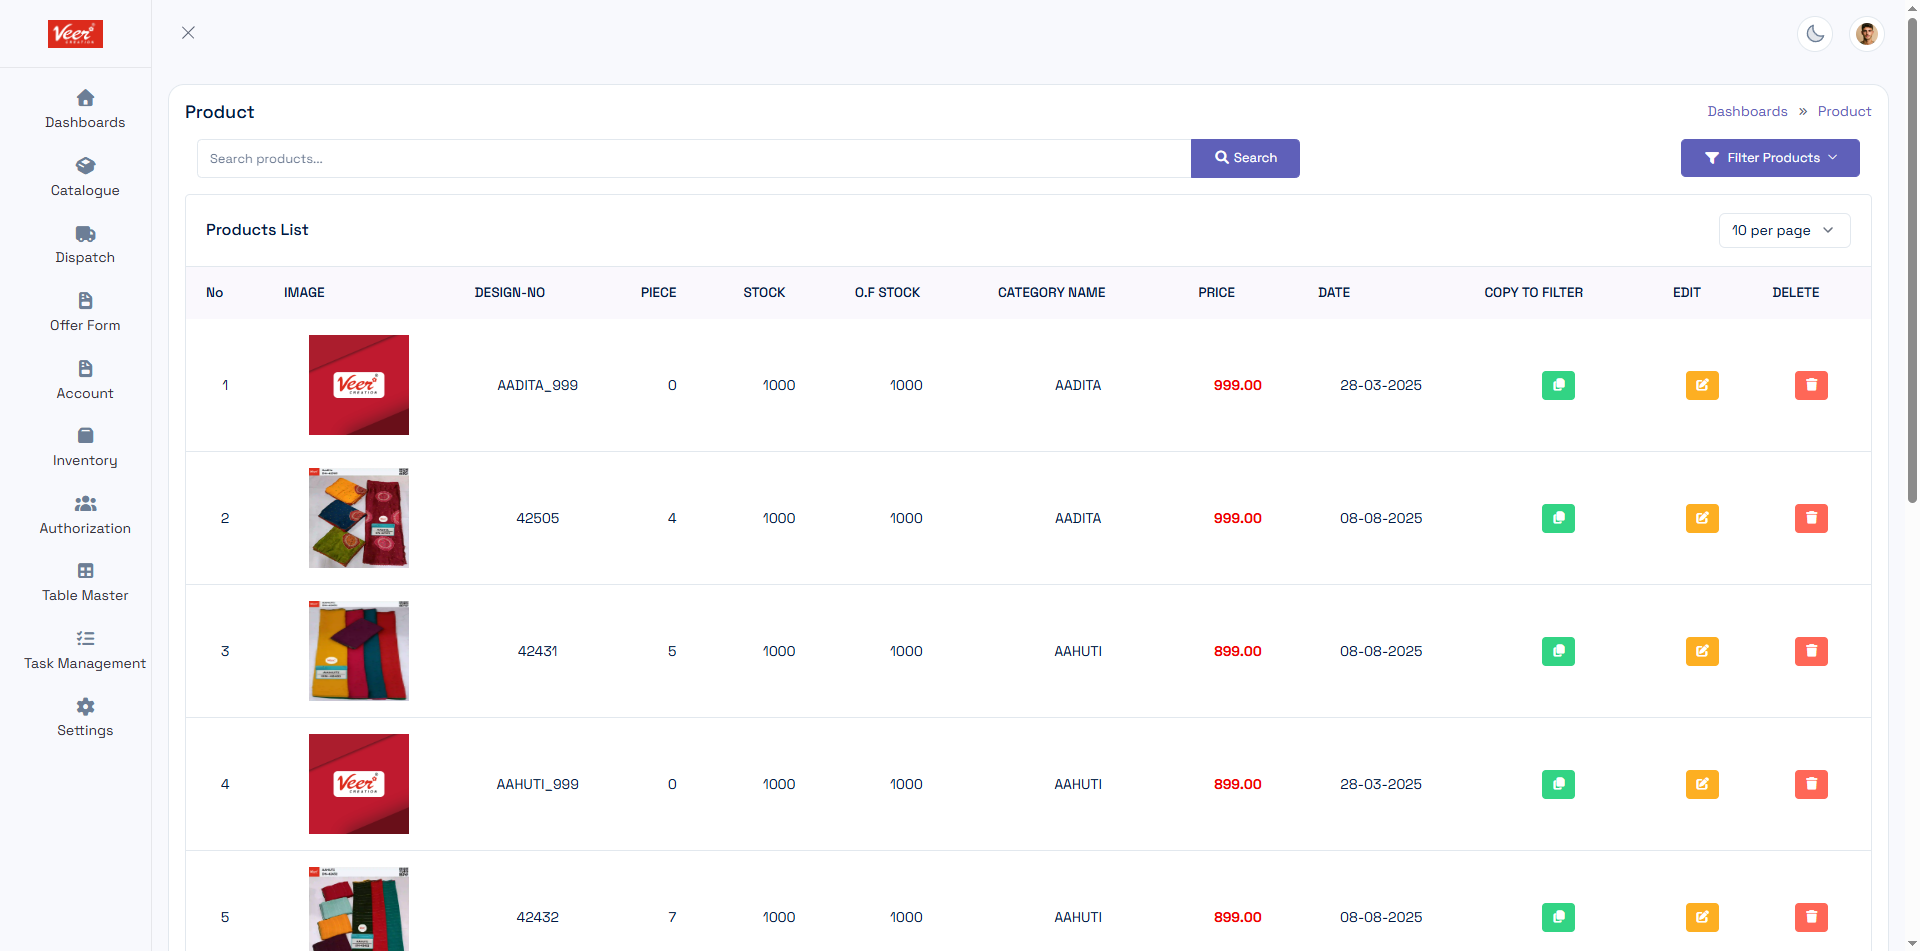 Veer
CREATION
Dashboards
Catalogue
Dispatch
Offer Form
Account
Inventory
Authorization
Table Master
Task Management
Settings
Product
Dashboards » Product
Search products...
Search
Filter Products
Products List
10 per page
No IMAGE DESIGN-NO PIECE STOCK O.F STOCK CATEGORY NAME PRICE DATE COPY TO FILTER EDIT DELETE
Veer
CREATION
1 AADITA_999 0 1000 1000 AADITA 999.00 28-03-2025
2 42505 4 1000 1000 AADITA 999.00 08-08-2025
3 42431 5 1000 1000 AAHUTI 899.00 08-08-2025
Veer
CREATION
4 AAHUTI_999 0 1000 1000 AAHUTI 899.00 28-03-2025
5 42432 7 1000 1000 AAHUTI 899.00 08-08-2025